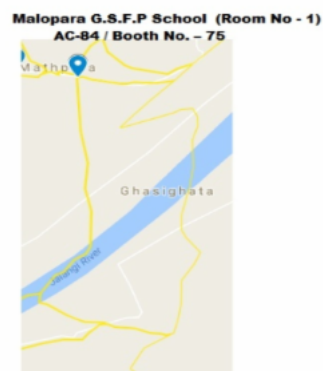 Malopara G.S.F.P School (Room No - 1)
AC-84 / Booth No. – 75
Mathpara
Ghasighata
Jalangi River